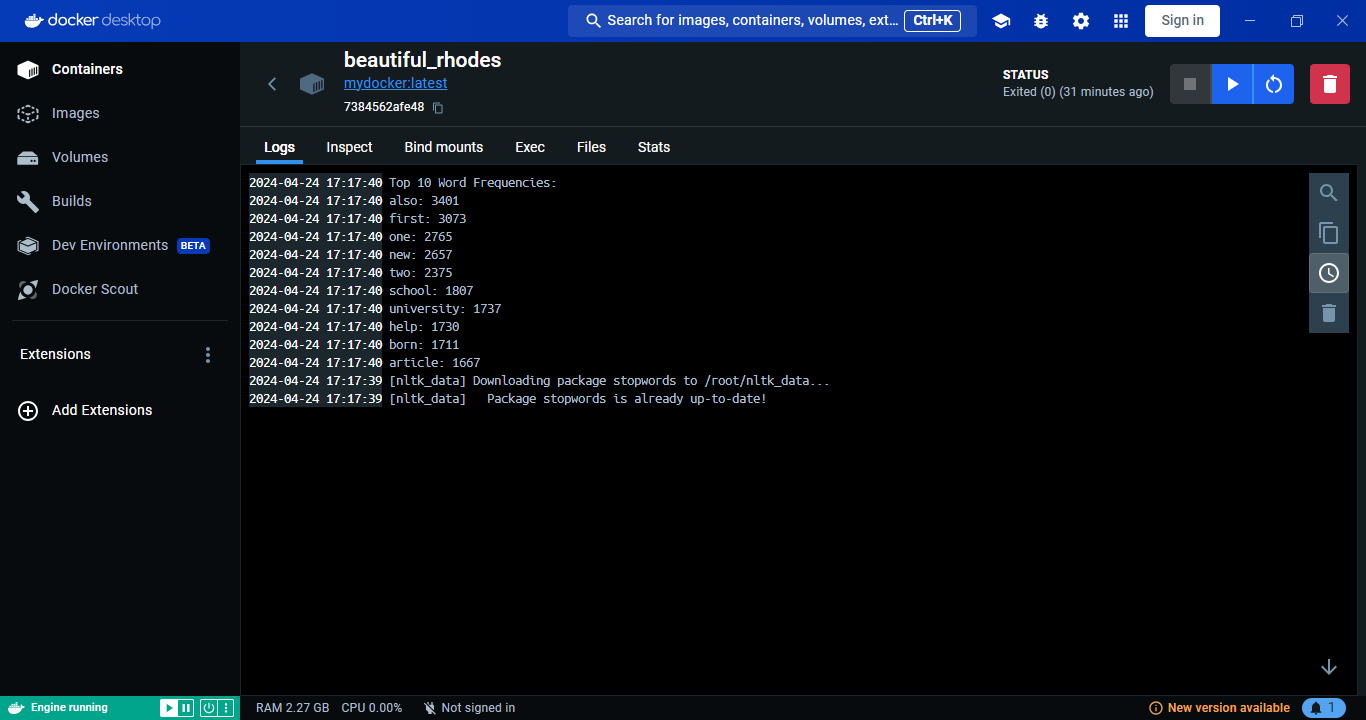 docker desktop
Search for images, containers, volumes, ext... Ctrl+K
Sign in
Containers
Images
Volumes
Builds
Dev Environments BETA
Docker Scout
Extensions
Add Extensions
beautiful_rhodes
mydocker:latest
7384562afe48
STATUS
Exited (0) (31 minutes ago)
Logs Inspect Bind mounts Exec Files Stats
2024-04-24 17:17:40 Top 10 Word Frequencies:
2024-04-24 17:17:40 also: 3401
2024-04-24 17:17:40 first: 3073
2024-04-24 17:17:40 one: 2765
2024-04-24 17:17:40 new: 2657
2024-04-24 17:17:40 two: 2375
2024-04-24 17:17:40 school: 1807
2024-04-24 17:17:40 university: 1737
2024-04-24 17:17:40 help: 1730
2024-04-24 17:17:40 born: 1711
2024-04-24 17:17:40 article: 1667
2024-04-24 17:17:39 [nltk_data] Downloading package stopwords to /root/nltk_data...
2024-04-24 17:17:39 [nltk_data]   Package stopwords is already up-to-date!
Engine running
RAM 2.27 GB CPU 0.00% Not signed in
New version available 1